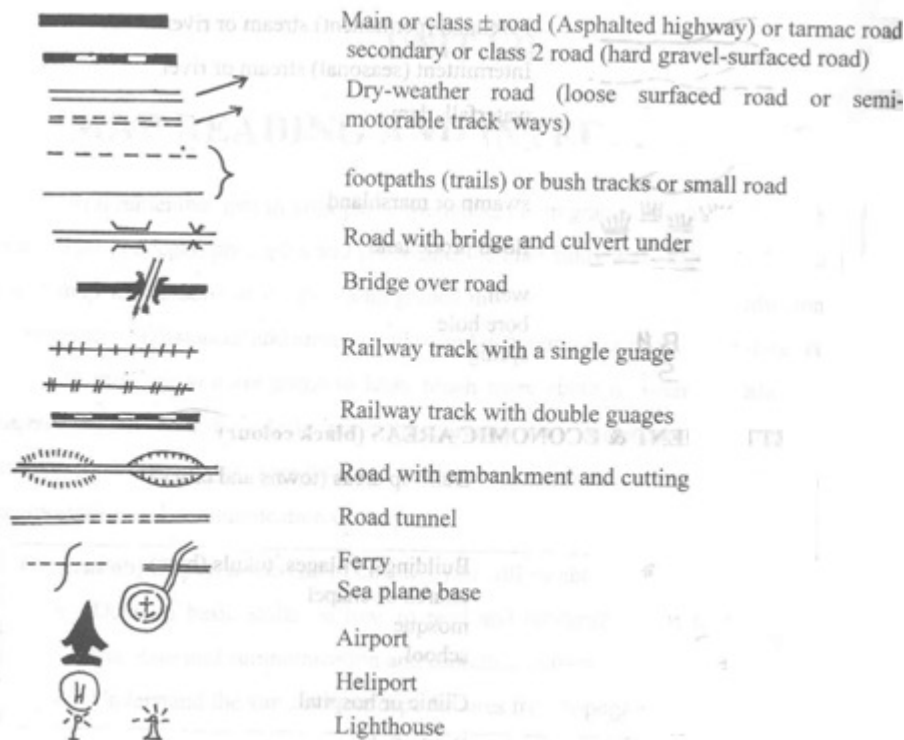 Main or class ± road (Asphalted highway) or tarmac road
secondary or class 2 road (hard gravel-surfaced road)
Dry-weather road (loose surfaced road or semi-
motorable track ways)
footpaths (trails) or bush tracks or small road
Road with bridge and culvert under
Bridge over road
Railway track with a single guage
Railway track with double guages
Road with embankment and cutting
Road tunnel
Ferry
Sea plane base
Airport
H
Heliport
Lighthouse